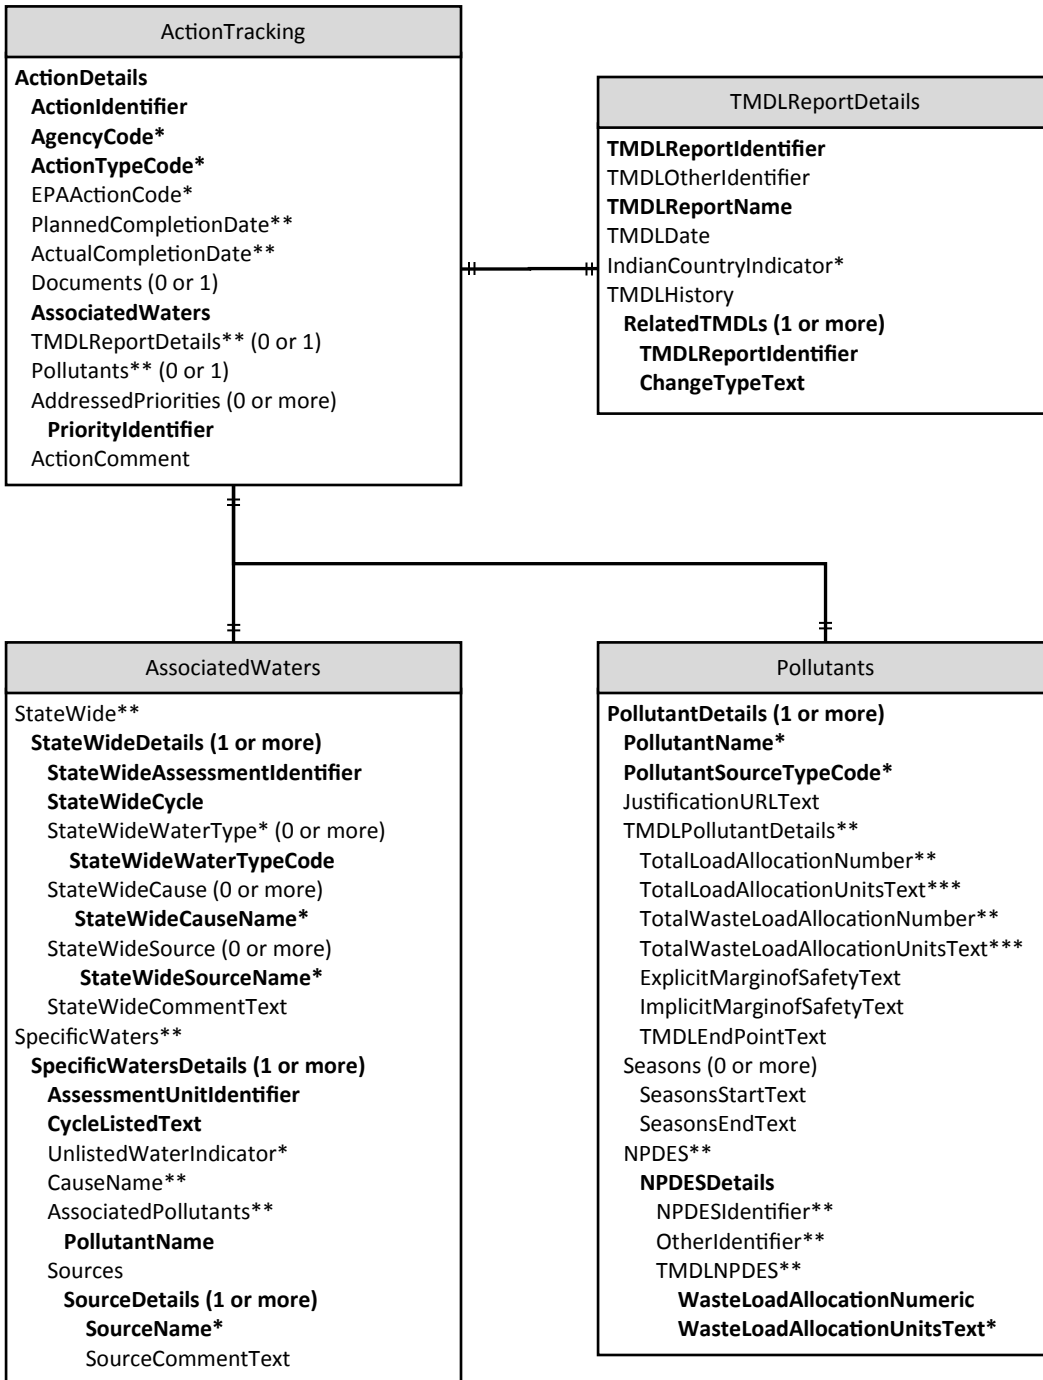 ActionTracking
ActionDetails
ActionIdentifier
AgencyCode*
ActionTypeCode*
EPAActionCode*
PlannedCompletionDate**
ActualCompletionDate**
Documents (0 or 1)
AssociatedWaters
TMDLReportDetails** (0 or 1)
Pollutants** (0 or 1)
AddressedPriorities (0 or more)
PriorityIdentifier
ActionComment
TMDLReportDetails
TMDLReportIdentifier
TMDLOtherIdentifier
TMDLReportName
TMDLDate
IndianCountryIndicator*
TMDLHistory
RelatedTMDLs (1 or more)
TMDLReportIdentifier
ChangeTypeText
AssociatedWaters
StateWide**
StateWideDetails (1 or more)
StateWideAssessmentIdentifier
StateWideCycle
StateWideWaterType* (0 or more)
StateWideWaterTypeCode
StateWideCause (0 or more)
StateWideCauseName*
StateWideSource (0 or more)
StateWideSourceName*
StateWideCommentText
SpecificWaters**
SpecificWatersDetails (1 or more)
AssessmentUnitIdentifier
CycleListedText
UnlistedWaterIndicator*
CauseName**
AssociatedPollutants**
PollutantName
Sources
SourceDetails (1 or more)
SourceName*
SourceCommentText
Pollutants
PollutantDetails (1 or more)
PollutantName*
PollutantSourceTypeCode*
JustificationURLText
TMDLPollutantDetails**
TotalLoadAllocationNumber**
TotalLoadAllocationUnitsText***
TotalWasteLoadAllocationNumber**
TotalWasteLoadAllocationUnitsText***
ExplicitMarginofSafetyText
ImplicitMarginofSafetyText
TMDLEndPointText
Seasons (0 or more)
SeasonsStartText
SeasonsEndText
NPDES**
NPDESDetails
NPDESIdentifier**
OtherIdentifier**
TMDLNPDES**
WasteLoadAllocationNumeric
WasteLoadAllocationUnitsText*